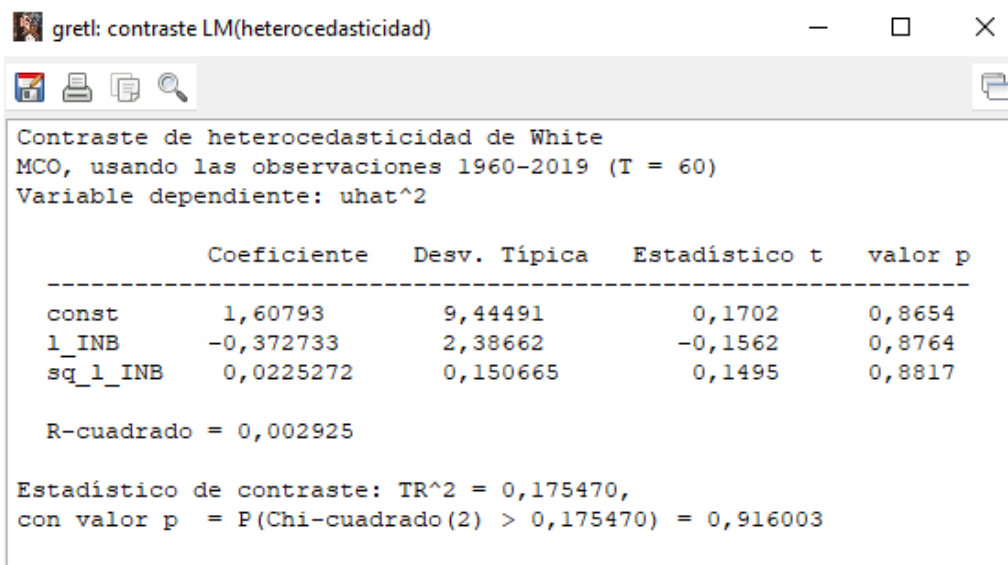 gretl: contraste LM(heterocedasticidad)
Contraste de heterocedasticidad de White
MCO, usando las observaciones 1960-2019 (T = 60)
Variable dependiente: uhat^2
Coeficiente Desv. Típica Estadístico t valor p
----------------------------------------------------------------
const 1,60793 9,44491 0,1702 0,8654
l_INB -0,372733 2,38662 -0,1562 0,8764
sq_l_INB 0,0225272 0,150665 0,1495 0,8817
R-cuadrado = 0,002925
Estadístico de contraste: TR^2 = 0,175470,
con valor p = P(Chi-cuadrado(2) > 0,175470) = 0,916003